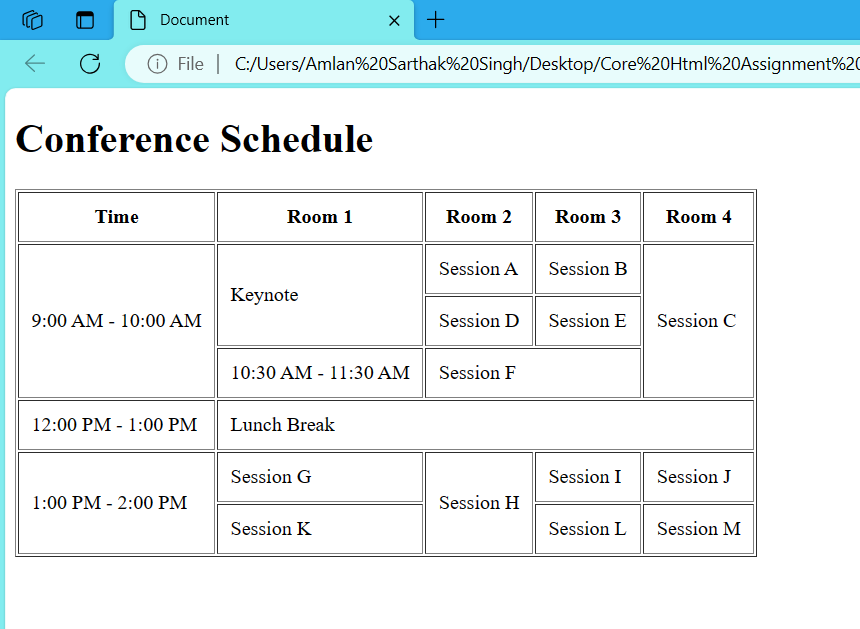 Document
File | C:/Users/Amlan%20Sarthak%20Singh/Desktop/Core%20Html%20Assignment%20
Conference Schedule
Time Room 1 Room 2 Room 3 Room 4
9:00 AM - 10:00 AM Keynote Session A Session B Session C
Session D Session E
10:30 AM - 11:30 AM Session F
12:00 PM - 1:00 PM Lunch Break
1:00 PM - 2:00 PM Session G Session H Session I Session J
Session K Session L Session M